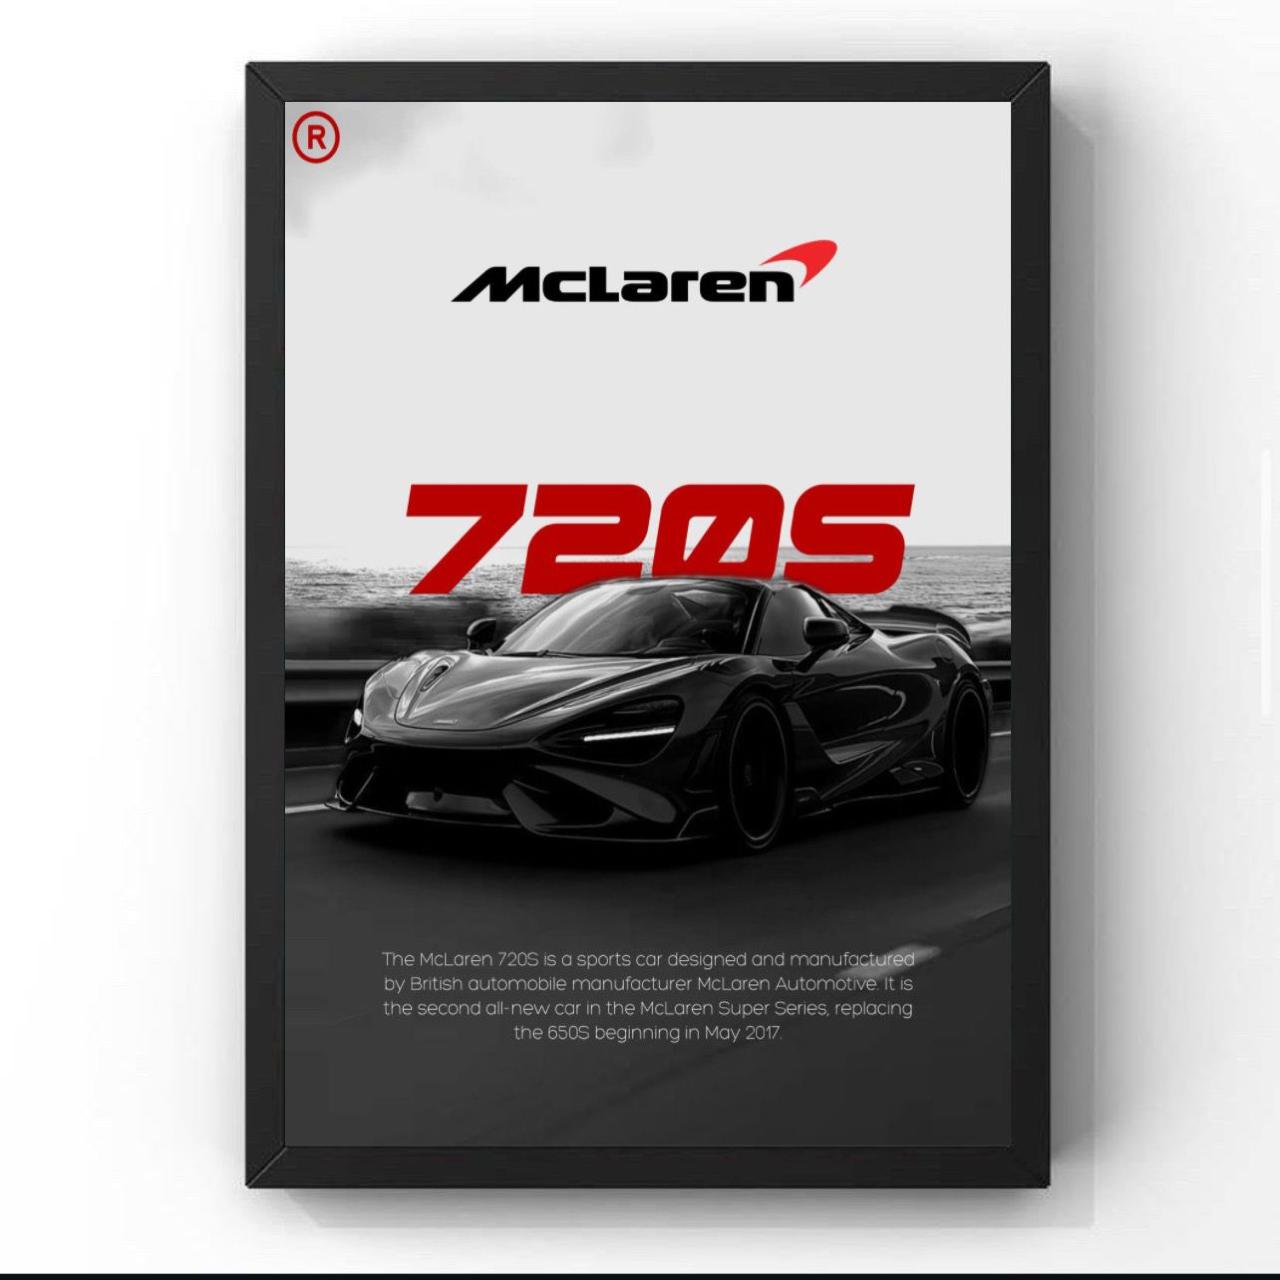 ®
McLaren
720S
The McLaren 720S is a sports car designed and manufactured
by British automobile manufacturer McLaren Automotive. It is
the second all-new car in the McLaren Super Series, replacing
the 650S beginning in May 2017.